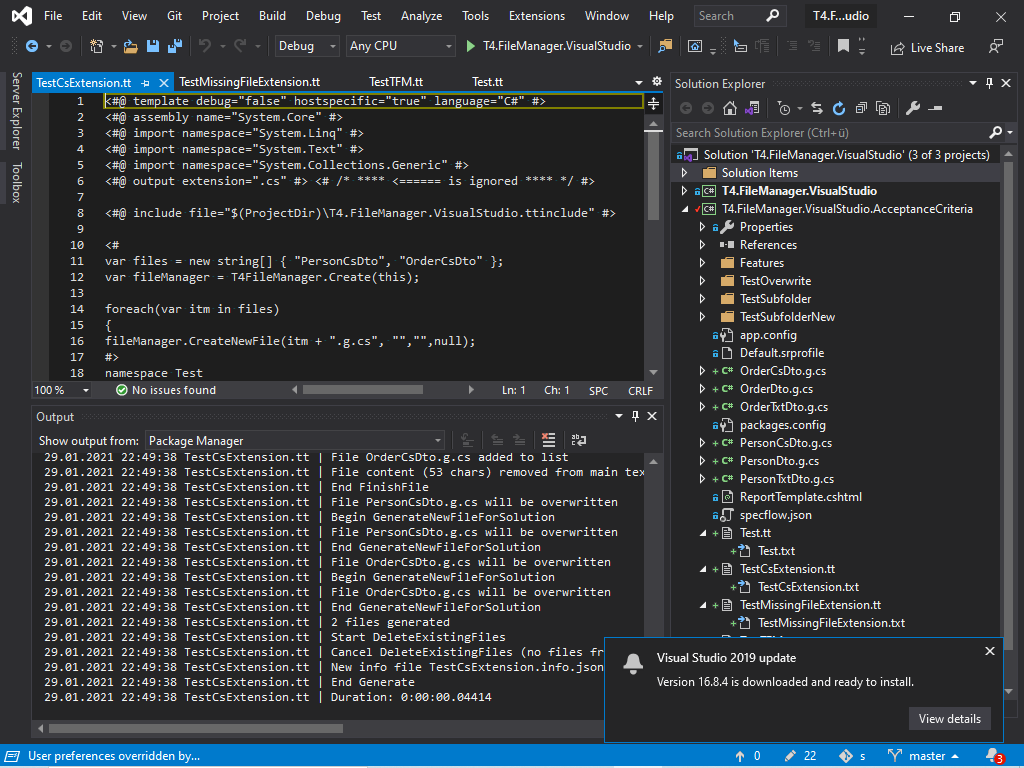 File Edit View Git Project Build Debug Test Analyze Tools Extensions Window Help Search T4.F...udio
Debug Any CPU T4.FileManager.VisualStudio Live Share
Server Explorer
Toolbox
TestCsExtension.tt TestMissingFileExtension.tt TestTFM.tt Test.tt
1 <#@ template debug="false" hostspecific="true" language="C#" #>
2 <#@ assembly name="System.Core" #>
3 <#@ import namespace="System.Linq" #>
4 <#@ import namespace="System.Text" #>
5 <#@ import namespace="System.Collections.Generic" #>
6 <#@ output extension=".cs" #> <# /* **** <====== is ignored **** */ #>
7
8 <#@ include file="$(ProjectDir)\T4.FileManager.VisualStudio.ttinclude" #>
9
10 <#
11 var files = new string[] { "PersonCsDto", "OrderCsDto" };
12 var fileManager = T4FileManager.Create(this);
13
14 foreach(var itm in files)
15 {
16 fileManager.CreateNewFile(itm + ".g.cs", "","",null);
17 #>
18 namespace Test
100 % No issues found Ln: 1 Ch: 1 SPC CRLF
Output
Show output from: Package Manager
29.01.2021 22:49:38 TestCsExtension.tt | File OrderCsDto.g.cs added to list
29.01.2021 22:49:38 TestCsExtension.tt | File content (53 chars) removed from main tex
29.01.2021 22:49:38 TestCsExtension.tt | End FinishFile
29.01.2021 22:49:38 TestCsExtension.tt | File PersonCsDto.g.cs will be overwritten
29.01.2021 22:49:38 TestCsExtension.tt | Begin GenerateNewFileForSolution
29.01.2021 22:49:38 TestCsExtension.tt | File PersonCsDto.g.cs will be overwritten
29.01.2021 22:49:38 TestCsExtension.tt | End GenerateNewFileForSolution
29.01.2021 22:49:38 TestCsExtension.tt | File OrderCsDto.g.cs will be overwritten
29.01.2021 22:49:38 TestCsExtension.tt | Begin GenerateNewFileForSolution
29.01.2021 22:49:38 TestCsExtension.tt | File OrderCsDto.g.cs will be overwritten
29.01.2021 22:49:38 TestCsExtension.tt | End GenerateNewFileForSolution
29.01.2021 22:49:38 TestCsExtension.tt | 2 files generated
29.01.2021 22:49:38 TestCsExtension.tt | Start DeleteExistingFiles
29.01.2021 22:49:38 TestCsExtension.tt | Cancel DeleteExistingFiles (no files fr
29.01.2021 22:49:38 TestCsExtension.tt | New info file TestCsExtension.info.json
29.01.2021 22:49:38 TestCsExtension.tt | End Generate
29.01.2021 22:49:38 TestCsExtension.tt | Duration: 0:00:00.04414
Solution Explorer
Search Solution Explorer (Ctrl+ü)
Solution 'T4.FileManager.VisualStudio' (3 of 3 projects)
Solution Items
C# T4.FileManager.VisualStudio
C# T4.FileManager.VisualStudio.AcceptanceCriteria
Properties
References
Features
TestOverwrite
TestSubfolder
TestSubfolderNew
app.config
Default.srprofile
C# OrderCsDto.g.cs
C# OrderDto.g.cs
C# OrderTxtDto.g.cs
packages.config
C# PersonCsDto.g.cs
C# PersonDto.g.cs
C# PersonTxtDto.g.cs
ReportTemplate.cshtml
specflow.json
Test.tt
Test.txt
TestCsExtension.tt
TestCsExtension.txt
TestMissingFileExtension.tt
TestMissingFileExtension.txt
Visual Studio 2019 update
Version 16.8.4 is downloaded and ready to install.
View details
User preferences overridden by... 0 22 s master 3